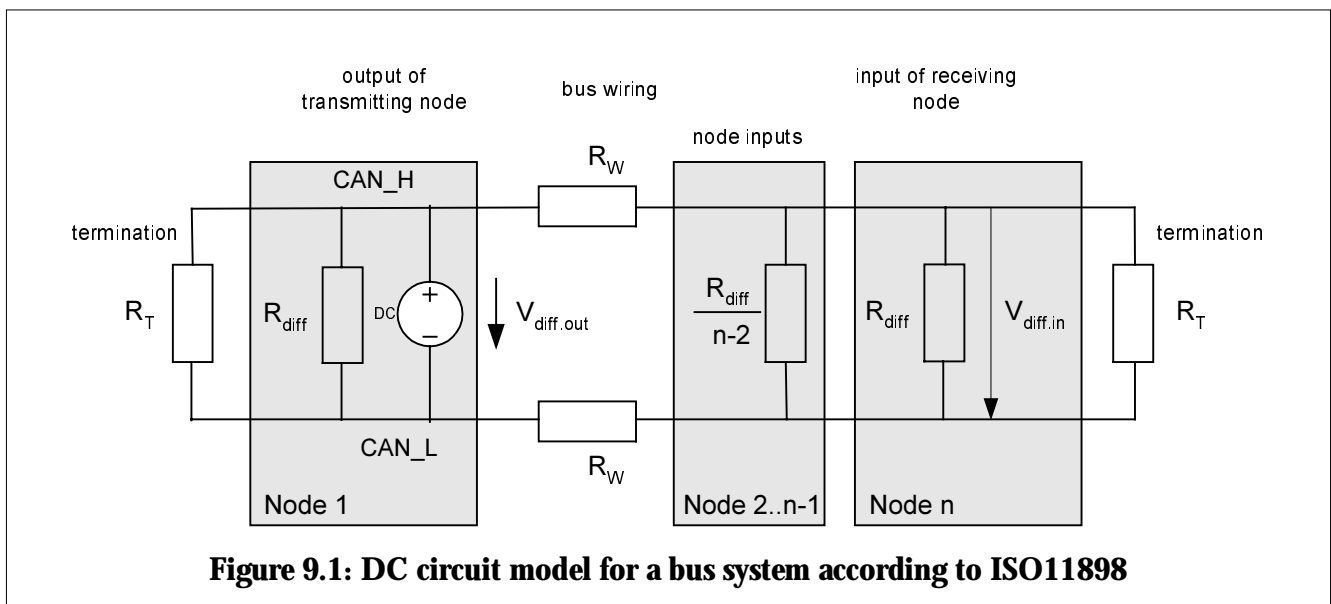 output of
transmitting node
bus wiring
input of receiving
node
node inputs
R_W
CAN_H
termination
termination
R_T
R_diff
DC
+
−
V_diff.out
R_diff
n-2
R_diff
V_diff.in
R_T
CAN_L
R_W
Node 1
Node 2..n-1
Node n
Figure 9.1: DC circuit model for a bus system according to ISO11898